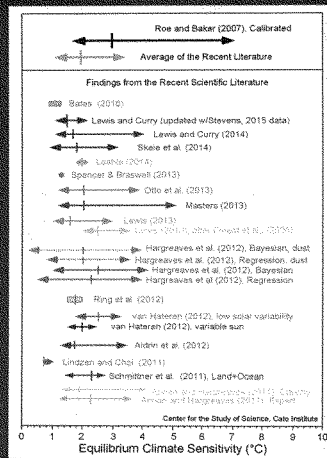 Roe and Baker (2007), Calibrated
Average of the Recent Literature
Findings from the Recent Scientific Literature
Bates (2016)
Lewis and Curry (updated w/Stevens, 2015 data)
Lewis and Curry (2014)
Skeie et al. (2014)
Loehle (2014)
Spencer & Braswell (2013)
Otto et al. (2013)
Masters (2013)
Lewis (2013)
Hargreaves et al. (2012), Bayesian, dust
Hargreaves et al. (2012), Regression, dust
Hargreaves et al. (2012), Bayesian
Hargreaves et al. (2012), Regression
Ring et al. (2012)
van Hateren (2012), low solar variability
van Hateren (2012), variable sun
Aldrin et al. (2012)
Lindzen and Choi (2011)
Schmittner et al. (2011), Land+Ocean
Annan and Hargreaves (2011), Expert
Center for the Study of Science, Cato Institute
0 1 2 3 4 5 6 7 8 9 10
Equilibrium Climate Sensitivity (°C)